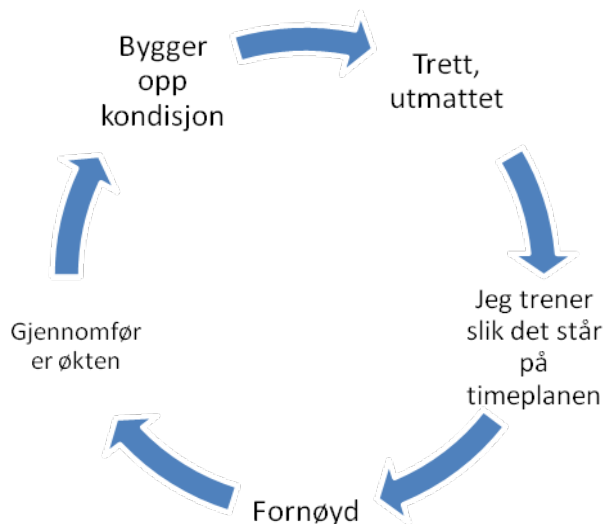 Bygger
opp
kondisjon
Trett,
utmattet
Jeg trener
slik det står
på
timeplanen
Fornøyd
Gjennomfør
er økten